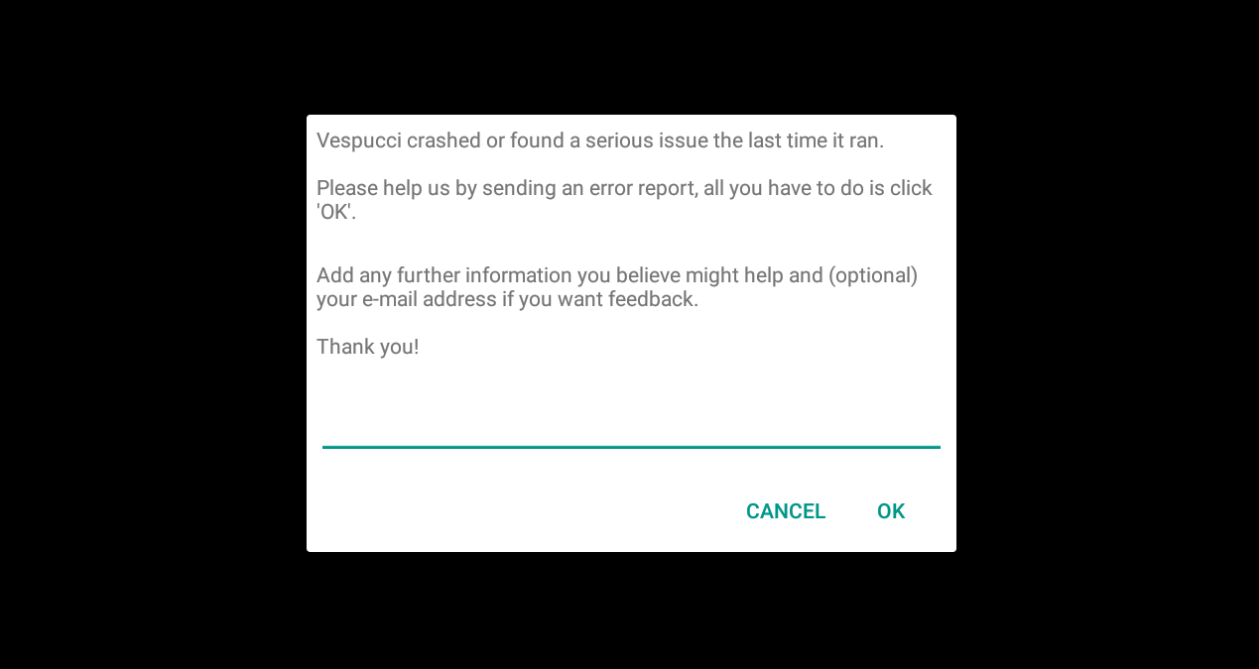 Vespucci crashed or found a serious issue the last time it ran.
Please help us by sending an error report, all you have to do is click
'OK'.
Add any further information you believe might help and (optional)
your e-mail address if you want feedback.
Thank you!
CANCEL OK